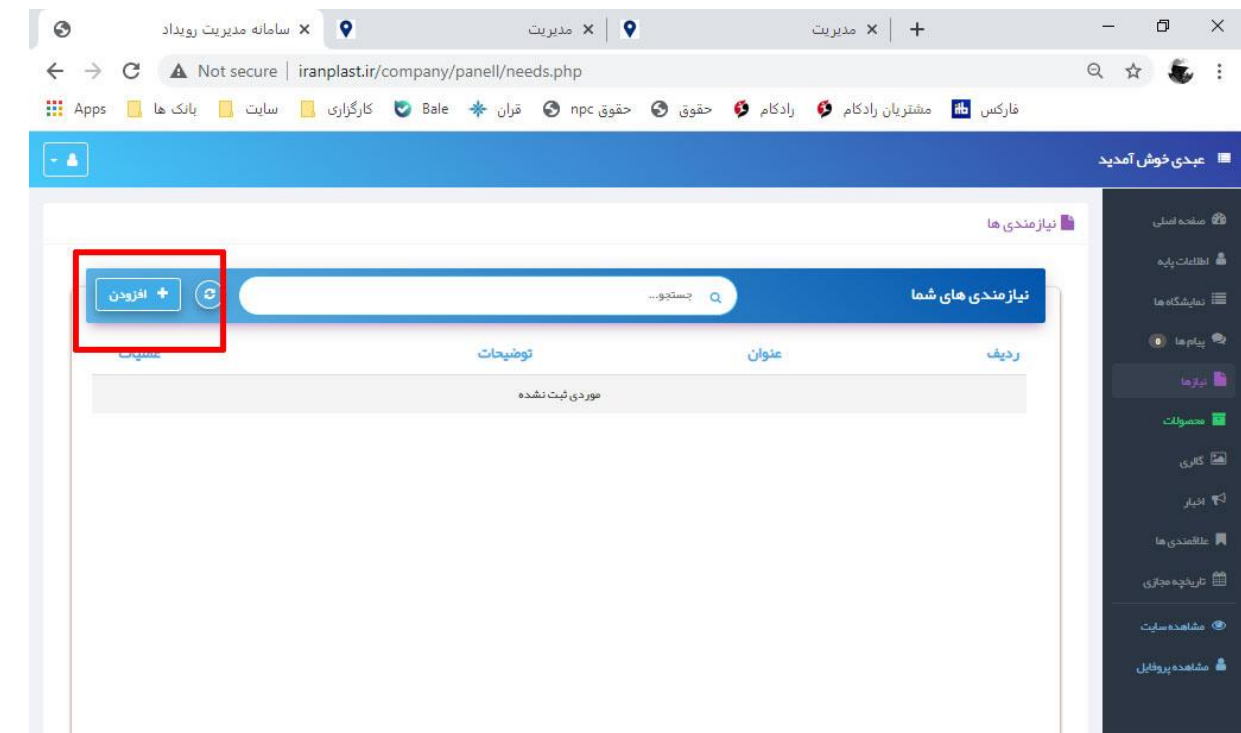 سامانه مدیریت رویداد
مدیریت
مدیریت
Not secure | iranplast.ir/company/panell/needs.php
Apps
بانک ها
سایت
کارگزاری
Bale
قران
حقوق npc
حقوق
رادکام
مشتریان رادکام
فارکس
عبدی خوش آمدید
نیازمندی ها
نیازمندی های شما
جستجو...
+ افزودن
ردیف
عنوان
توضیحات
عملیات
موردی ثبت نشده
صفحه اصلی
اطلاعات پایه
نمایشگاه ها
پیام ها 0
نیازها
محصولات
گالری
اخبار
علاقمندی ها
تاریخچه مجازی
مشاهده سایت
مشاهده پروفایل